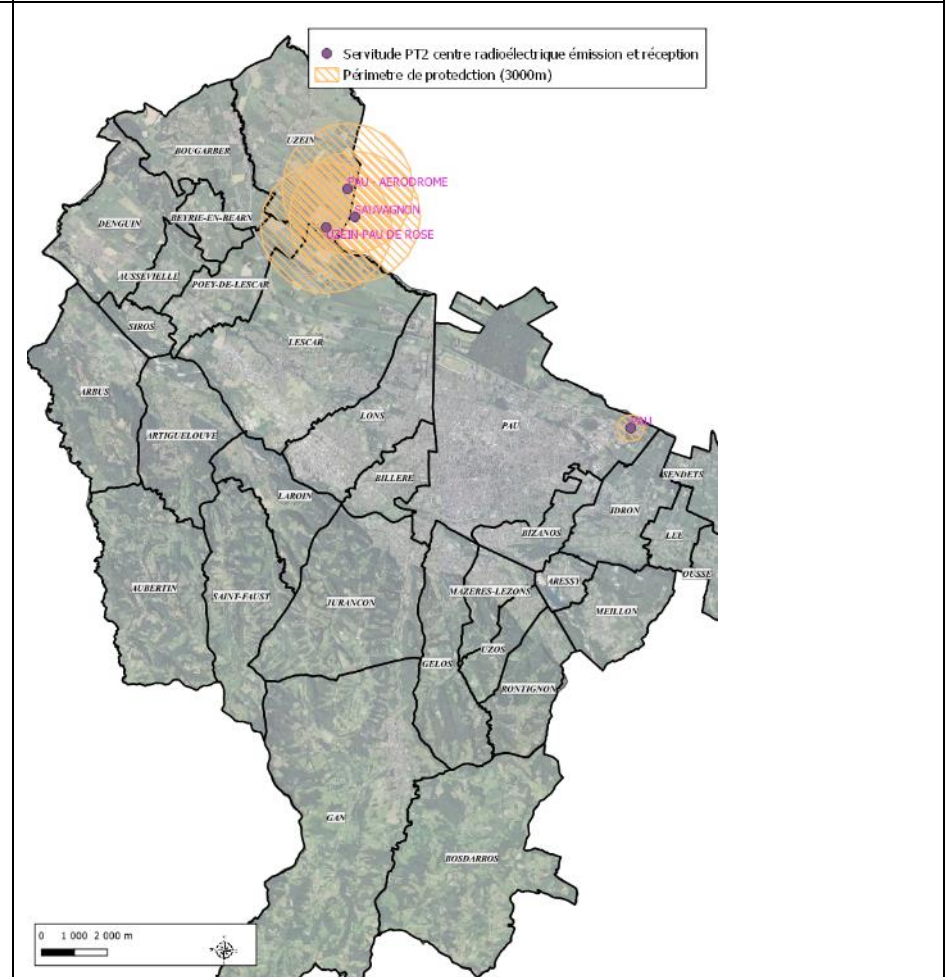 Servitude PT2 centre radioélectrique émission et réception
Périmetre de protedction (3000m)
UZEIN
BOUGARBER
PAU - AERODROME
SAUVAGNON
DENGUIN
BEYRIE-EN-BEARN
UZEIN PAU DE ROSE
AUSSEVIELLE
POEY-DE-LESCAR
SIROS
LESCAR
ARBUS
LONS
PAU
PAU
ARTIGUELOUVE
BILLERE
SENDETS
LAROIN
IDRON
BIZANOS
LEE
OUSSE
ARESSY
AUBERTIN
SAINT-FAUST
JURANCON
MAZERES-LEZONS
MEILLON
UZOS
GELOS
RONTIGNON
GAN
BOSDARROS
0 1 000 2 000 m